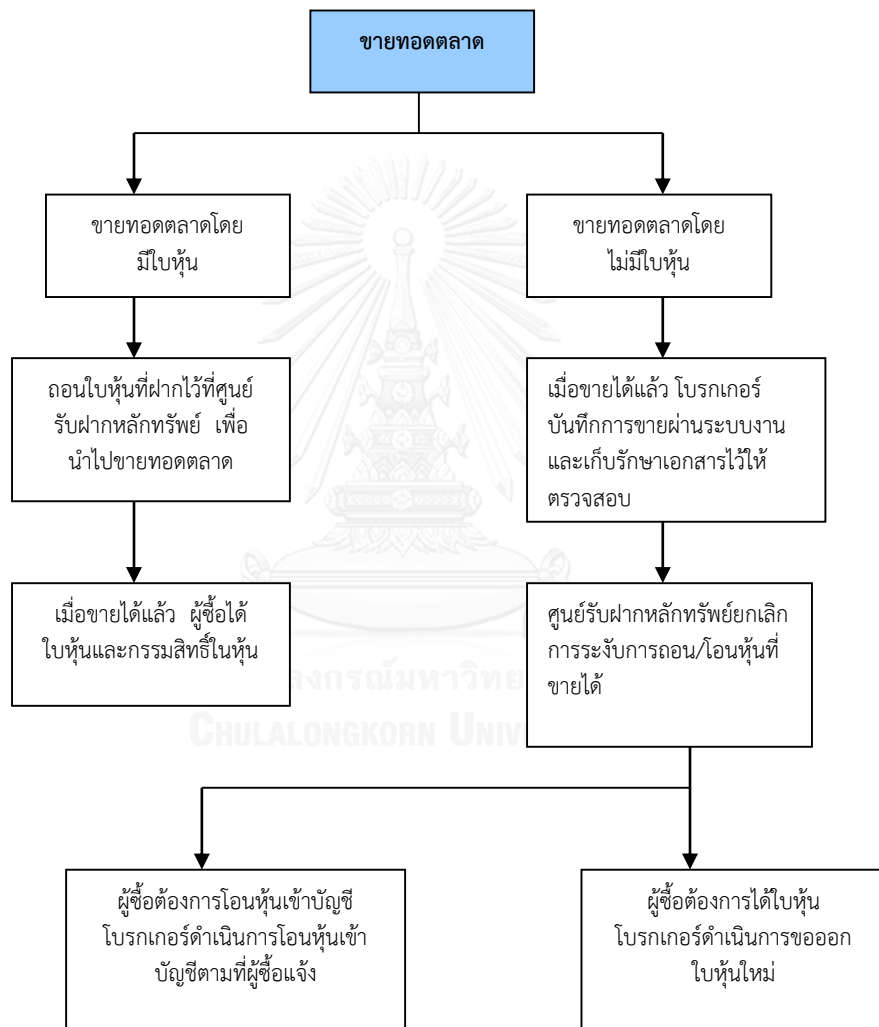 ขายทอดตลาด
ขายทอดตลาดโดย
มีใบหุ้น
ขายทอดตลาดโดย
ไม่มีใบหุ้น
ถอนใบหุ้นที่ฝากไว้ที่ศูนย์
รับฝากหลักทรัพย์ เพื่อ
นำไปขายทอดตลาด
เมื่อขายได้แล้ว โบรกเกอร์
บันทึกการขายผ่านระบบงาน
และเก็บรักษาเอกสารไว้ให้
ตรวจสอบ
เมื่อขายได้แล้ว ผู้ซื้อได้
ใบหุ้นและกรรมสิทธิ์ในหุ้น
ศูนย์รับฝากหลักทรัพย์ยกเลิก
การระงับการถอน/โอนหุ้นที่
ขายได้
ลงกรณ์มหาวิทย
CHULALONGKORN UNIV
ผู้ซื้อต้องการโอนหุ้นเข้าบัญชี
โบรกเกอร์ดำเนินการโอนหุ้นเข้า
บัญชีตามที่ผู้ซื้อแจ้ง
ผู้ซื้อต้องการได้ใบหุ้น
โบรกเกอร์ดำเนินการขอออก
ใบหุ้นใหม่